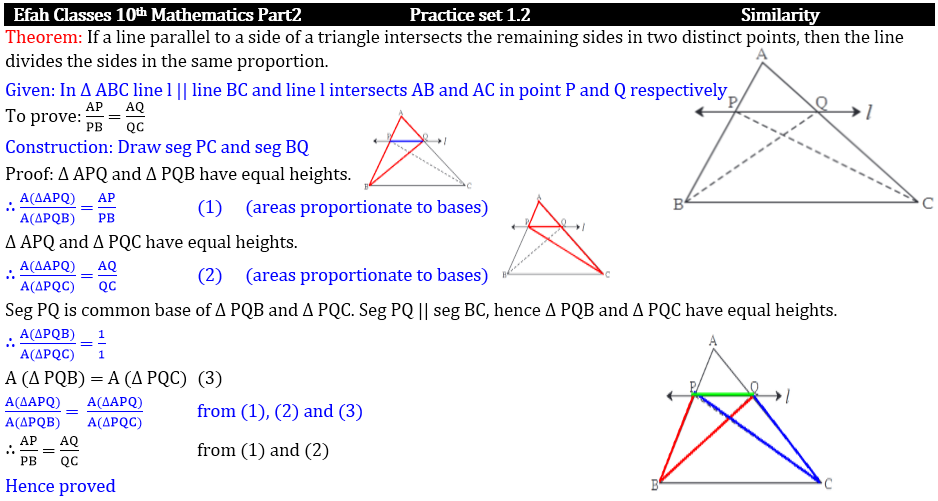 Efah Classes 10th Mathematics Part2 Practice set 1.2 Similarity
Theorem: If a line parallel to a side of a triangle intersects the remaining sides in two distinct points, then the line
divides the sides in the same proportion.
Given: In Δ ABC line l || line BC and line l intersects AB and AC in point P and Q respectively
To prove: AP/PB = AQ/QC
Construction: Draw seg PC and seg BQ
Proof: Δ APQ and Δ PQB have equal heights.
∴ A(ΔAPQ)/A(ΔPQB) = AP/PB (1) (areas proportionate to bases)
Δ APQ and Δ PQC have equal heights.
∴ A(ΔAPQ)/A(ΔPQC) = AQ/QC (2) (areas proportionate to bases)
Seg PQ is common base of Δ PQB and Δ PQC. Seg PQ || seg BC, hence Δ PQB and Δ PQC have equal heights.
∴ A(ΔPQB)/A(ΔPQC) = 1/1
A (Δ PQB) = A (Δ PQC) (3)
A(ΔAPQ)/A(ΔPQB) = A(ΔAPQ)/A(ΔPQC) from (1), (2) and (3)
∴ AP/PB = AQ/QC from (1) and (2)
Hence proved
A
P Q l
B C
A
P Q l
B C
A
P Q l
B C
A
P Q l
B C